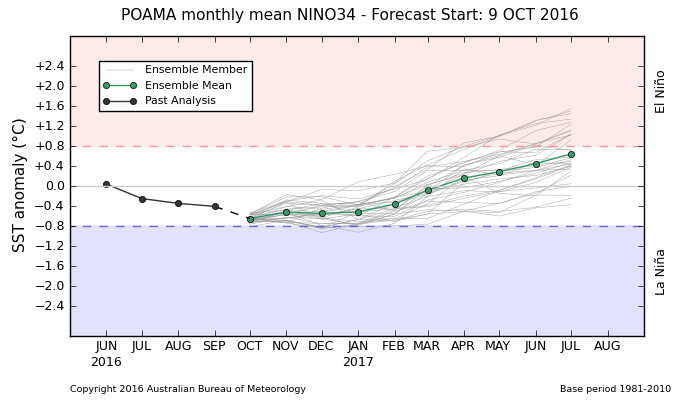 POAMA monthly mean NINO34 - Forecast Start: 9 OCT 2016
SST anomaly (°C)
+2.4
+2.0
+1.6
+1.2
+0.8
+0.4
0.0
−0.4
−0.8
−1.2
−1.6
−2.0
−2.4
Ensemble Member
Ensemble Mean
Past Analysis
El Niño
La Niña
JUN JUL AUG SEP OCT NOV DEC JAN FEB MAR APR MAY JUN JUL AUG
2016 2017
Copyright 2016 Australian Bureau of Meteorology
Base period 1981-2010